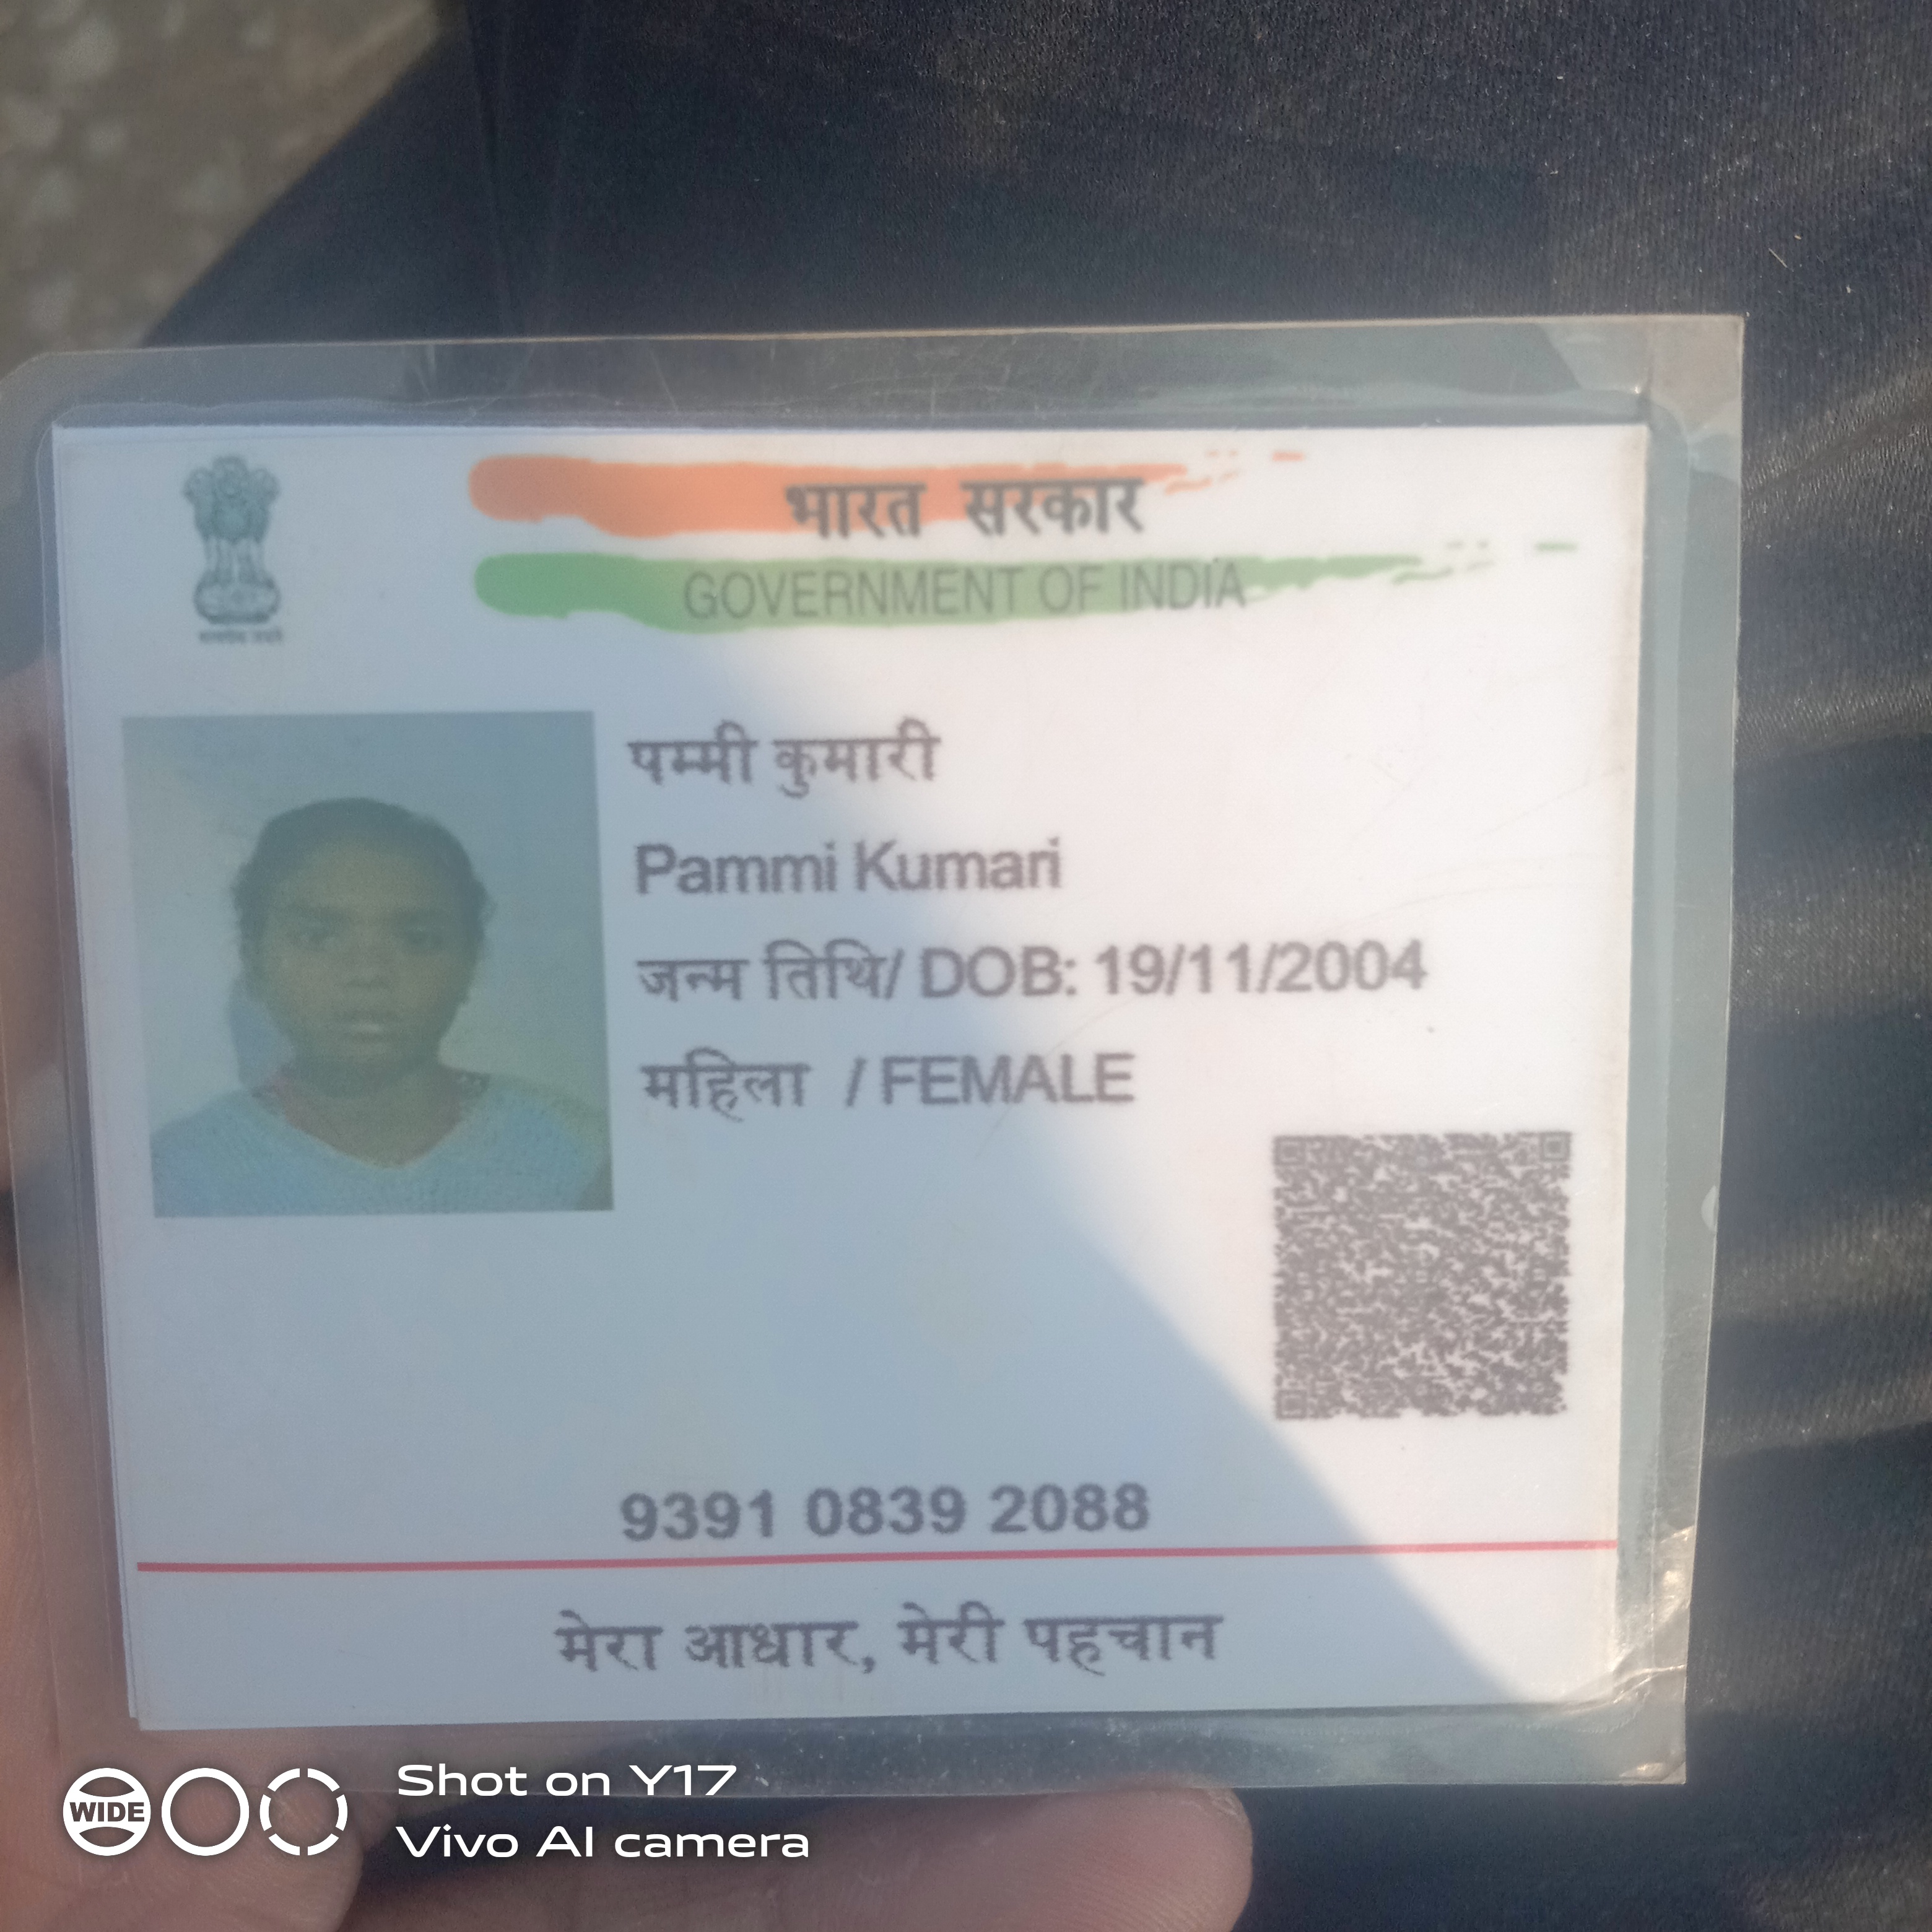 भारत सरकार
GOVERNMENT OF INDIA
पम्मी कुमारी
Pammi Kumari
जन्म तिथि/ DOB: 19/11/2004
महिला / FEMALE
9391 0839 2088
मेरा आधार, मेरी पहचान
WIDE
Shot on Y17
Vivo AI camera